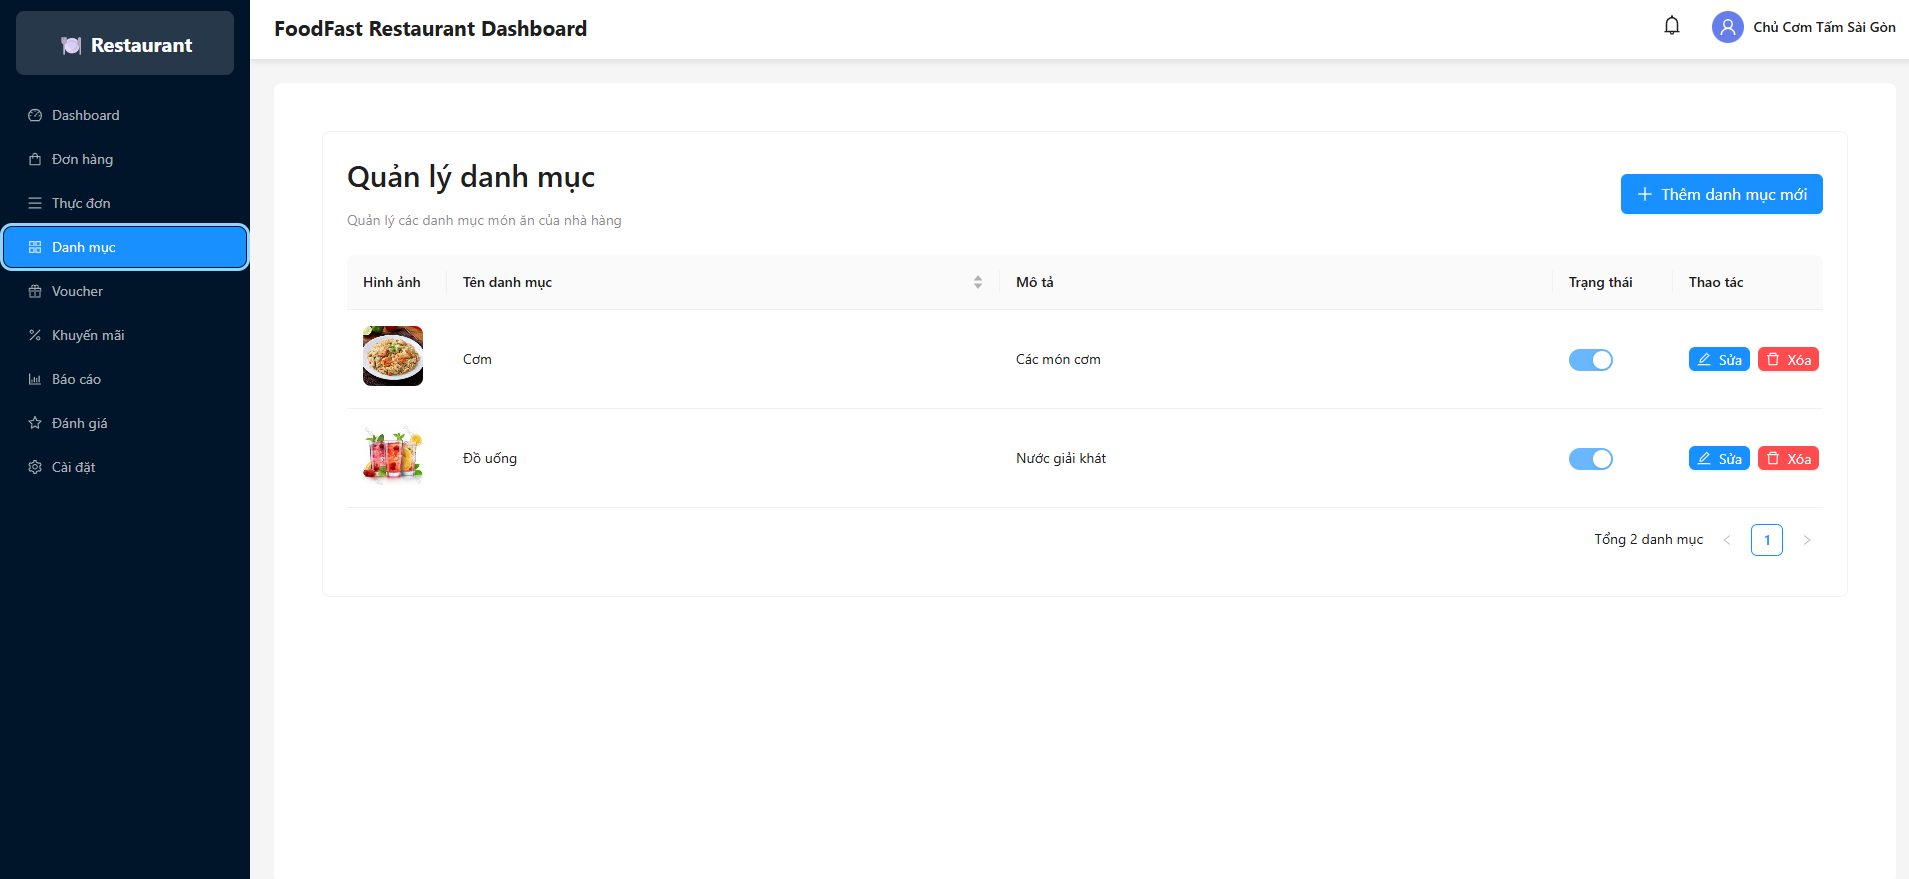 Restaurant
Dashboard
Đơn hàng
Thực đơn
Danh mục
Voucher
Khuyến mãi
Báo cáo
Đánh giá
Cài đặt
FoodFast Restaurant Dashboard
Chủ Cơm Tấm Sài Gòn
Quản lý danh mục
Quản lý các danh mục món ăn của nhà hàng
Thêm danh mục mới
Hình ảnh Tên danh mục Mô tả Trạng thái Thao tác
Cơm Các món cơm Sửa Xóa
Đồ uống Nước giải khát Sửa Xóa
Tổng 2 danh mục 1